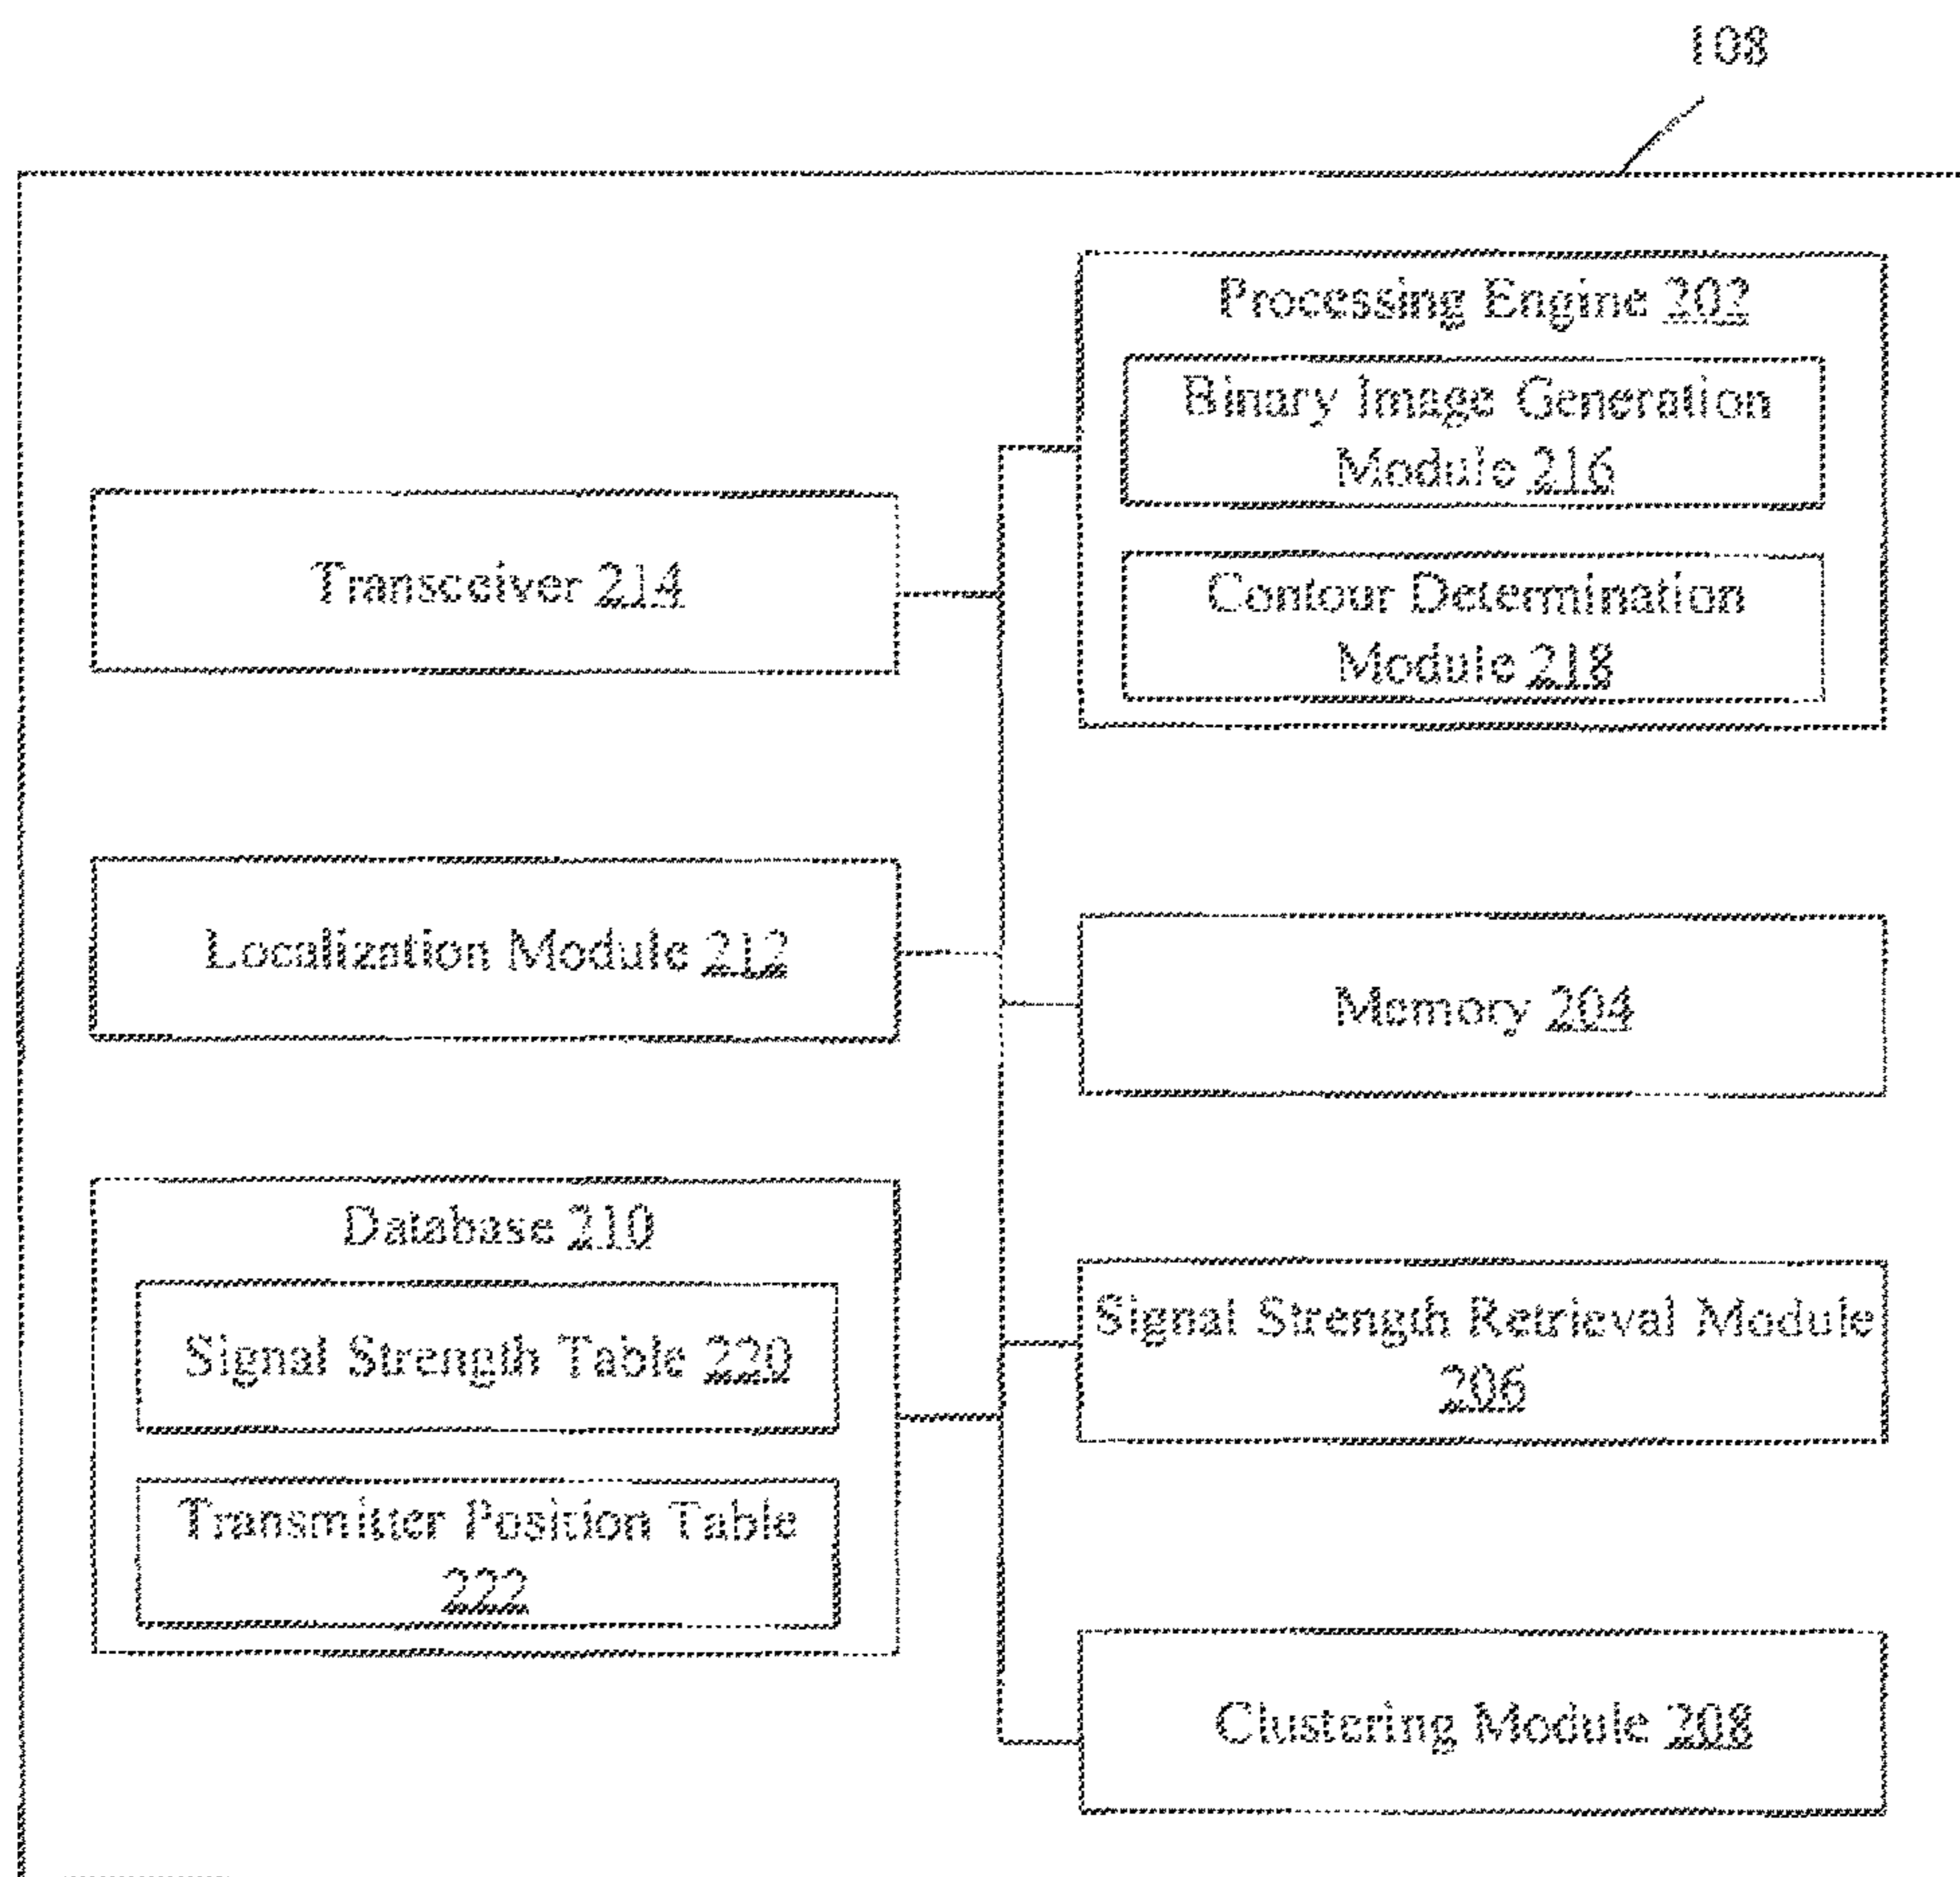 108
Processing Engine 202
Binary Image Generation
Module 216
Contour Determination
Module 218
Transceiver 214
Localization Module 212
Memory 204
Database 210
Signal Strength Table 220
Transmitter Position Table
222
Signal Strength Retrieval Module
206
Clustering Module 208